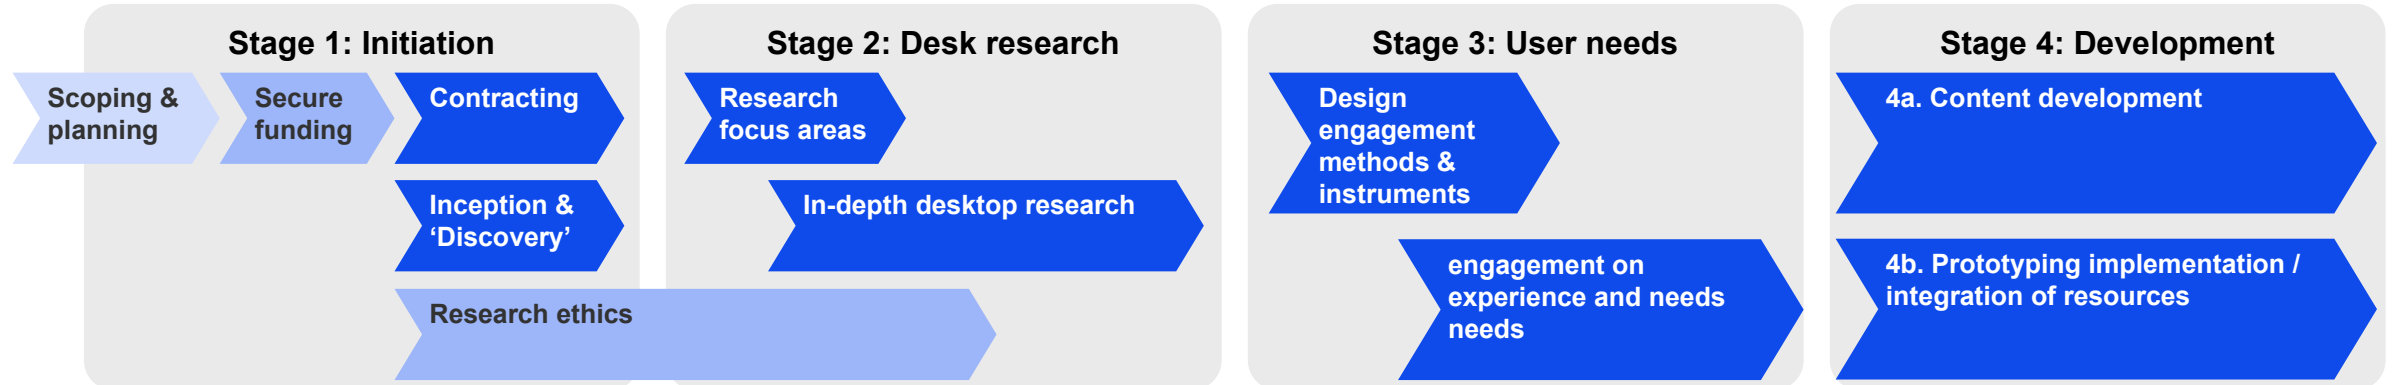 Stage 1: Initiation
Scoping &
planning
Secure
funding
Contracting
Inception &
‘Discovery’
Research ethics
Stage 2: Desk research
Research
focus areas
In-depth desktop research
Stage 3: User needs
Design
engagement
methods &
instruments
engagement on
experience and needs
needs
Stage 4: Development
4a. Content development
4b. Prototyping implementation /
integration of resources